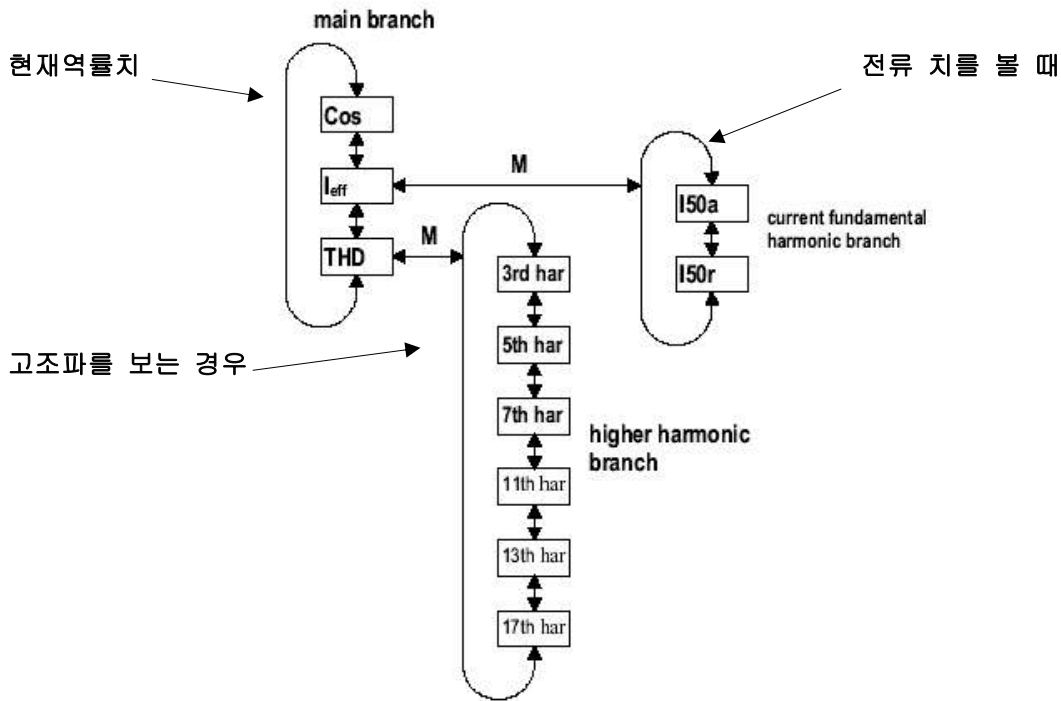 main branch
현재역률치
전류 치를 볼 때
Cos
M
I50a
Ieff
current fundamental
harmonic branch
M
THD
3rd har
I50r
5th har
고조파를 보는 경우
7th har
higher harmonic
branch
11th har
13th har
17th har